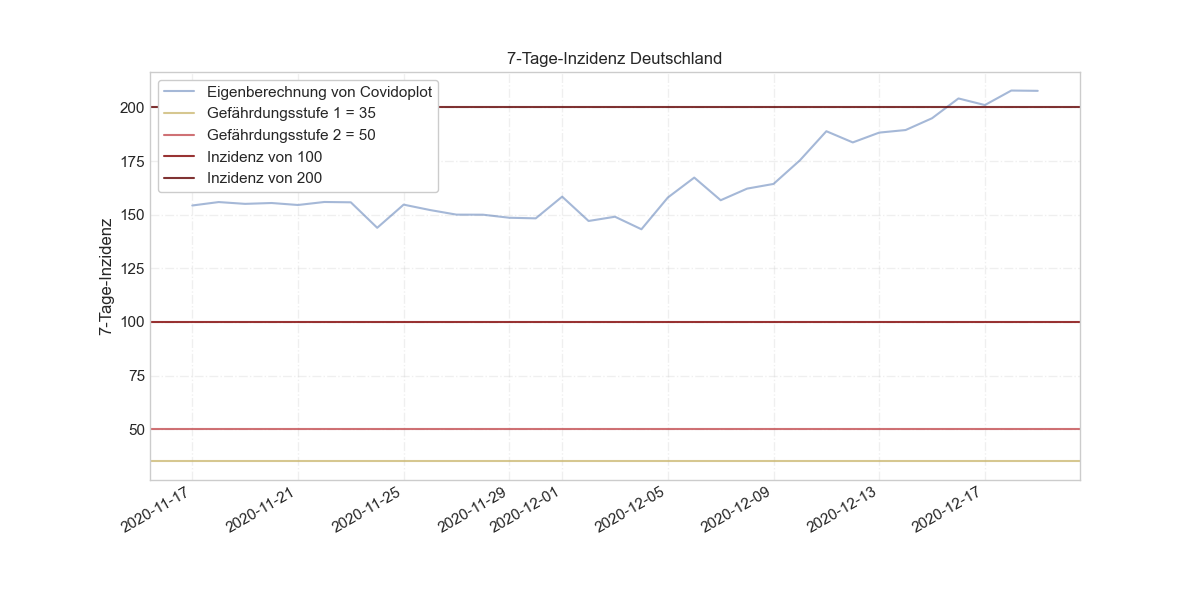 7-Tage-Inzidenz Deutschland
Eigenberechnung von Covidoplot
Gefährdungsstufe 1 = 35
Gefährdungsstufe 2 = 50
Inzidenz von 100
Inzidenz von 200
7-Tage-Inzidenz
200
175
150
125
100
75
50
2020-11-17
2020-11-21
2020-11-25
2020-11-29
2020-12-01
2020-12-05
2020-12-09
2020-12-13
2020-12-17